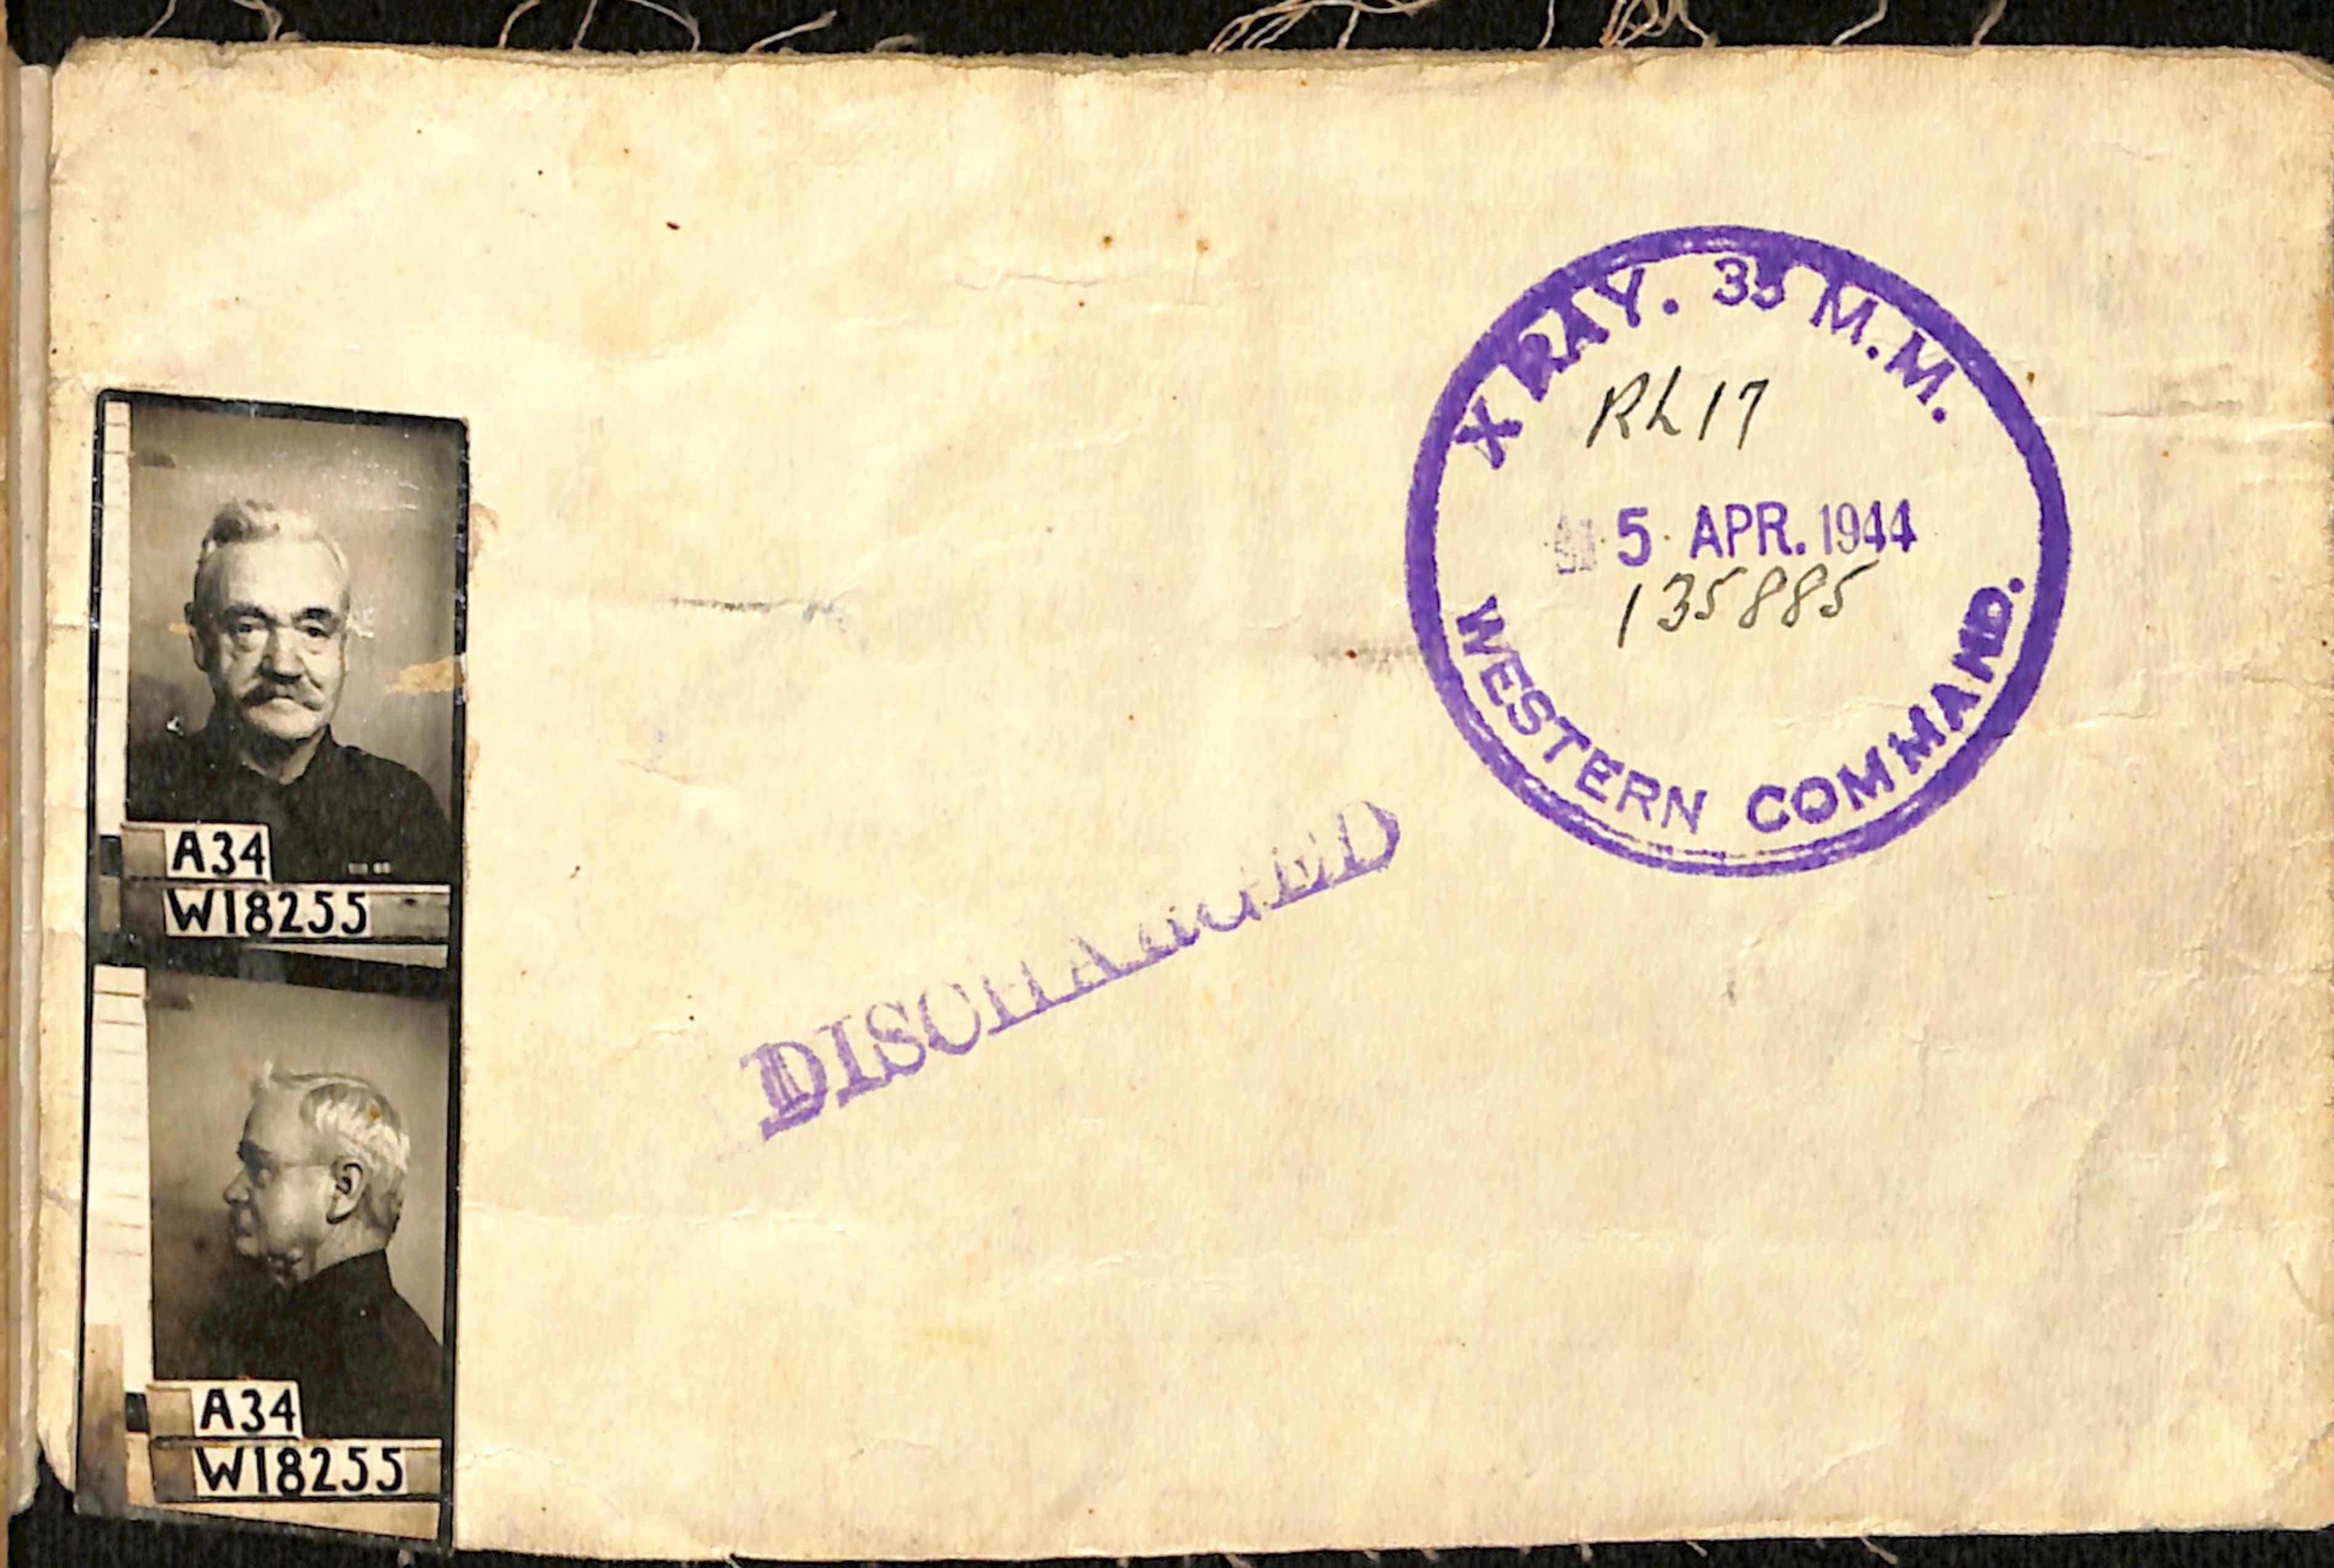 X RAY. 35 M.M.
RL17
5 APR. 1944
135885
WESTERN COMMAND.
DISCHARGED
A34
W18255
A34
W18255